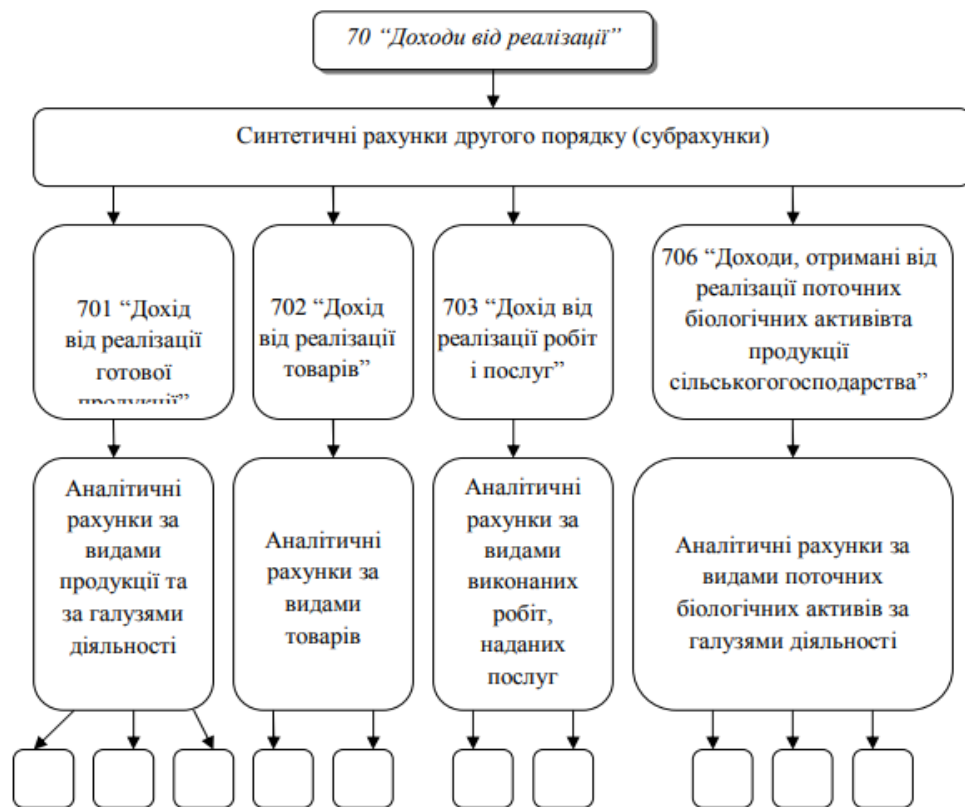 70 “Доходи від реалізації”
Синтетичні рахунки другого порядку (субрахунки)
701 “Дохід
від реалізації
готової
продукції”
702 “Дохід
від реалізації
товарів”
703 “Дохід від
реалізації робіт
і послуг”
706 “Доходи, отримані від
реалізації поточних
біологічних активівта
продукції
сільськогогосподарства”
Аналітичні
рахунки за
видами
продукції та
за галузями
діяльності
Аналітичні
рахунки за
видами
товарів
Аналітичні
рахунки за
видами
виконаних
робіт,
наданих
послуг
Аналітичні рахунки за
видами поточних
біологічних активів за
галузями діяльності